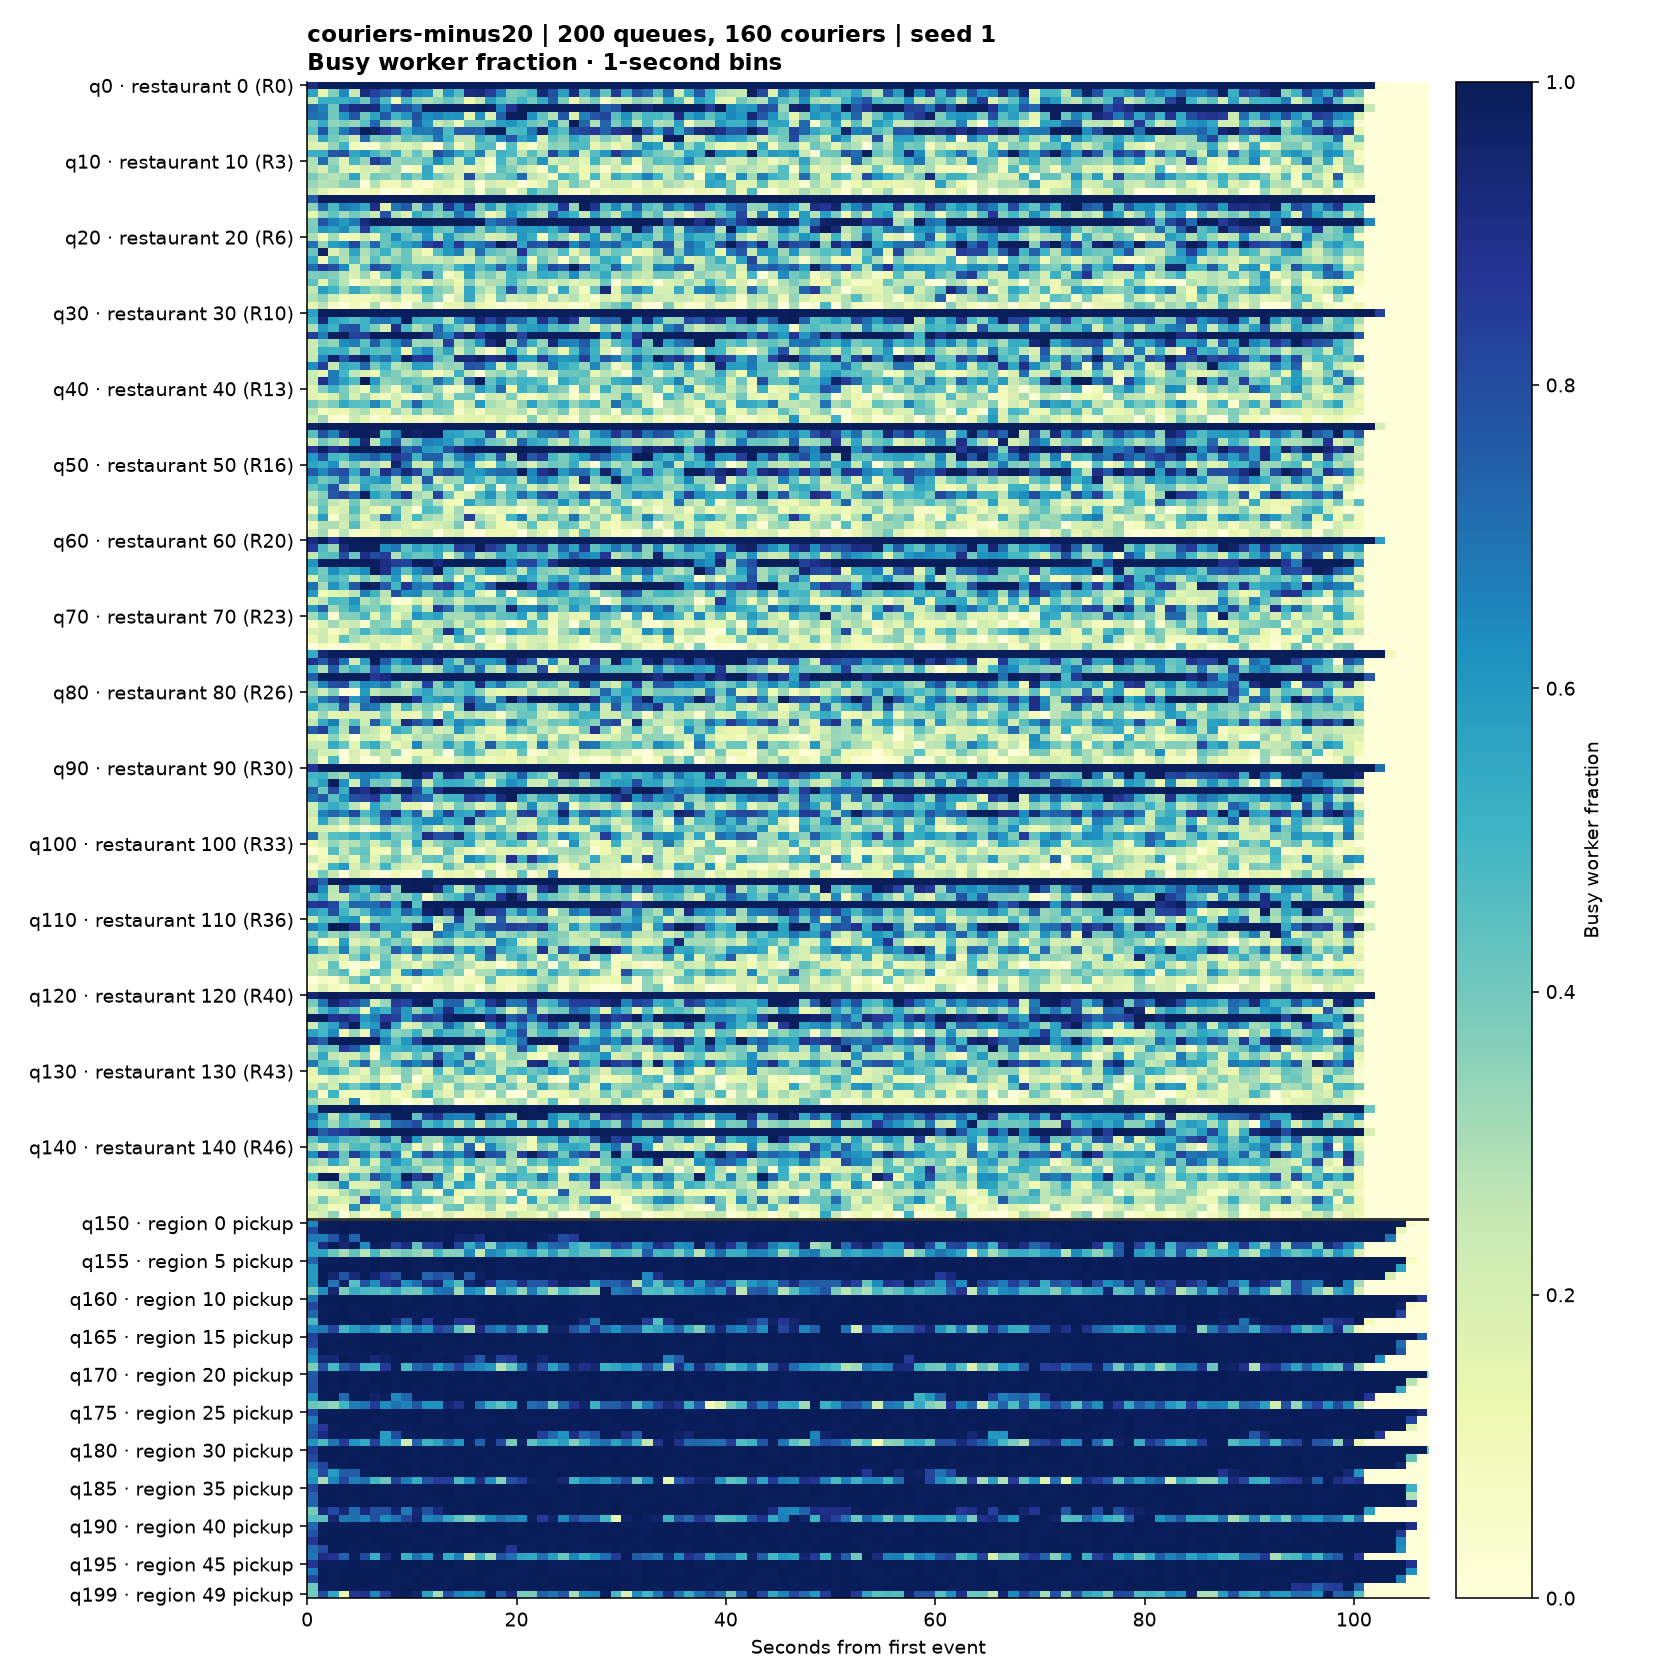 couriers-minus20 | 200 queues, 160 couriers | seed 1
Busy worker fraction · 1-second bins
q0 · restaurant 0 (R0)
q10 · restaurant 10 (R3)
q20 · restaurant 20 (R6)
q30 · restaurant 30 (R10)
q40 · restaurant 40 (R13)
q50 · restaurant 50 (R16)
q60 · restaurant 60 (R20)
q70 · restaurant 70 (R23)
q80 · restaurant 80 (R26)
q90 · restaurant 90 (R30)
q100 · restaurant 100 (R33)
q110 · restaurant 110 (R36)
q120 · restaurant 120 (R40)
q130 · restaurant 130 (R43)
q140 · restaurant 140 (R46)
q150 · region 0 pickup
q155 · region 5 pickup
q160 · region 10 pickup
q165 · region 15 pickup
q170 · region 20 pickup
q175 · region 25 pickup
q180 · region 30 pickup
q185 · region 35 pickup
q190 · region 40 pickup
q195 · region 45 pickup
q199 · region 49 pickup
0 20 40 60 80 100
Seconds from first event
1.0
0.8
0.6
0.4
0.2
0.0
Busy worker fraction